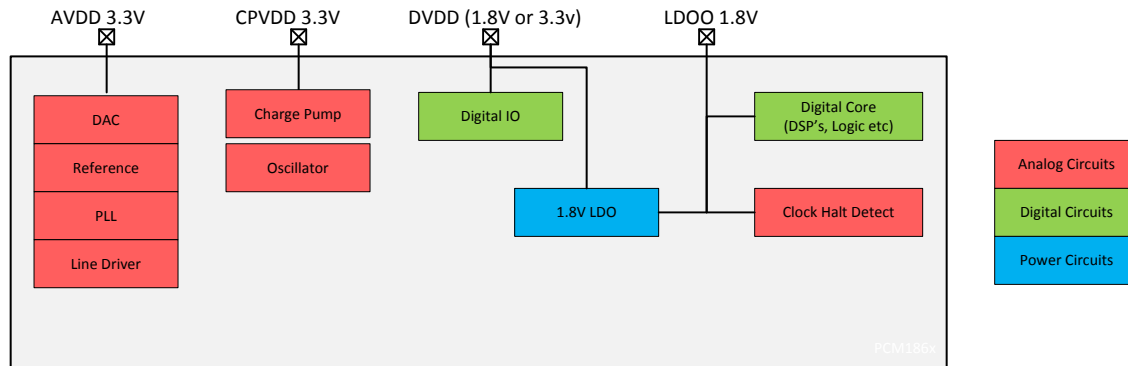 AVDD 3.3V
CPVDD 3.3V
DVDD (1.8V or 3.3v)
LDOO 1.8V
DAC
Reference
PLL
Line Driver
Charge Pump
Oscillator
Digital IO
1.8V LDO
Digital Core
(DSP's, Logic etc)
Clock Halt Detect
Analog Circuits
Digital Circuits
Power Circuits
PCM186x